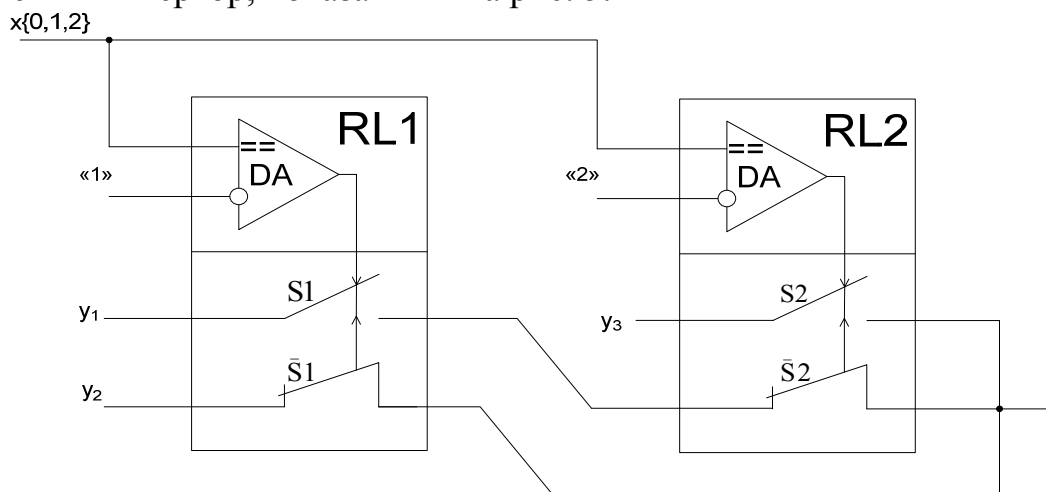 x{0,1,2}
RL1
RL2
==
DA
==
DA
«1»
«2»
S1
S2
y₁
y₃
S̄1
S̄2
y₂